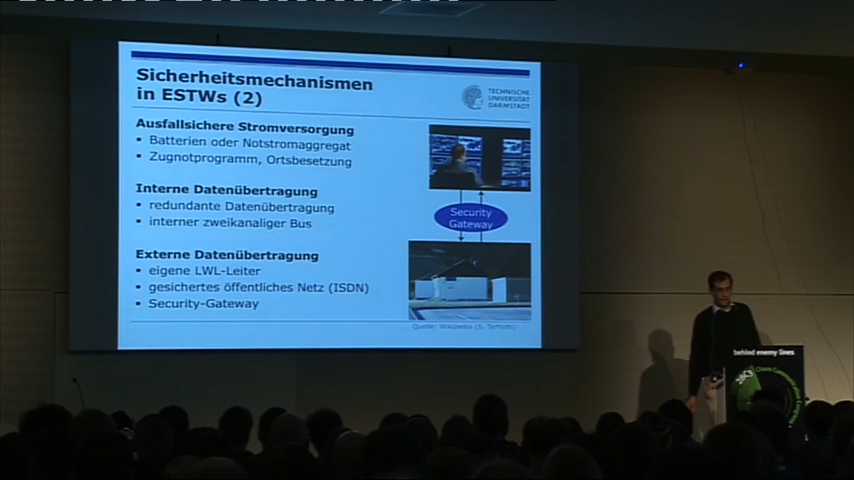 Sicherheitsmechanismen
in ESTWs (2)
TECHNISCHE
UNIVERSITÄT
DARMSTADT
Ausfallsichere Stromversorgung
• Batterien oder Notstromaggregat
• Zugnotprogramm, Ortsbesetzung
Interne Datenübertragung
• redundante Datenübertragung
• interner zweikanaliger Bus
Security
Gateway
Externe Datenübertragung
• eigene LWL-Leiter
• gesichertes öffentliches Netz (ISDN)
• Security-Gateway
Quelle: Wikipedia (S. Terfloth)
behind enemy lines
28C3